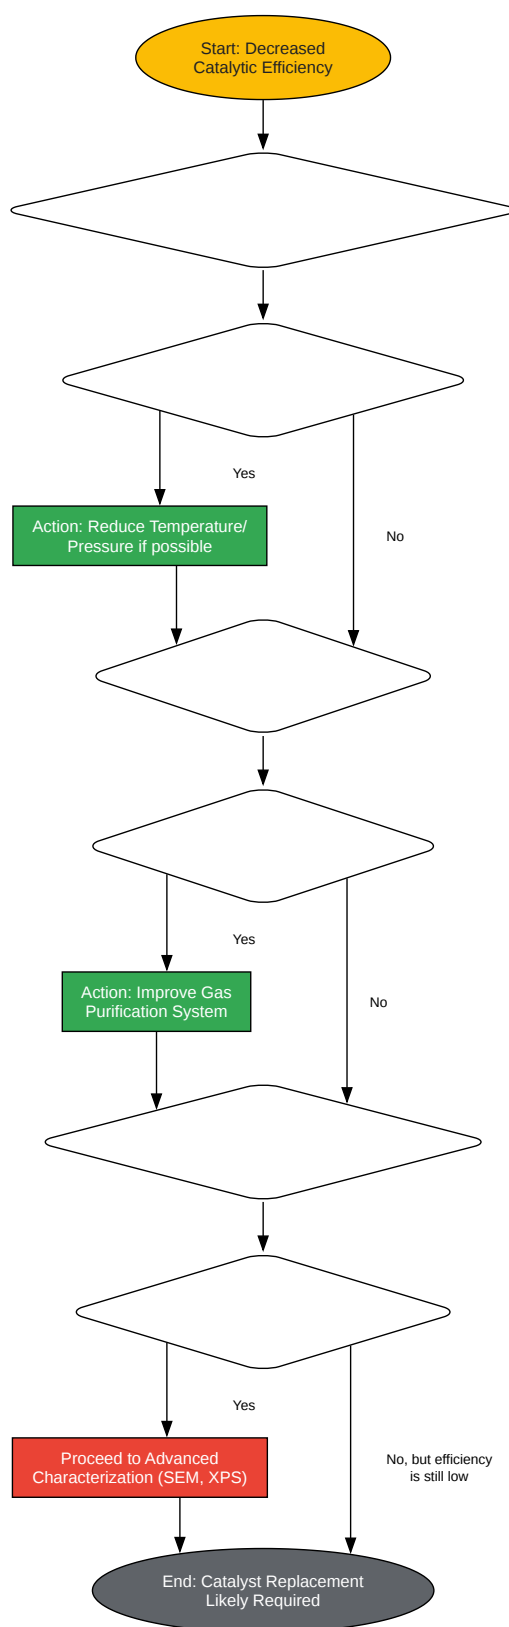 Start: Decreased
Catalytic Efficiency
Yes
Action: Reduce Temperature/
Pressure if possible
No
Yes
Action: Improve Gas
Purification System
No
Yes
Proceed to Advanced
Characterization (SEM, XPS)
No, but efficiency
is still low
End: Catalyst Replacement
Likely Required